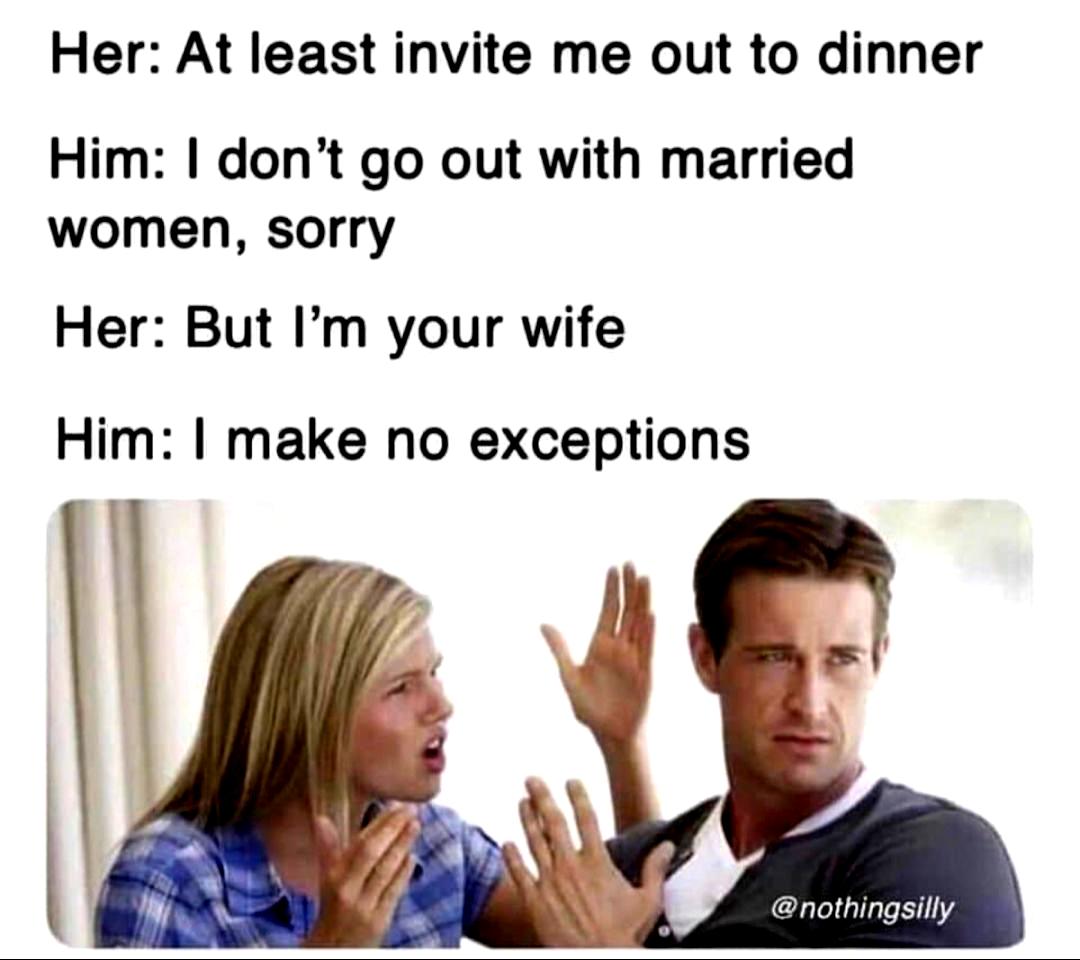 Her: At least invite me out to dinner
Him: I don’t go out with married
women, sorry
Her: But I’m your wife
Him: I make no exceptions
@nothingsilly